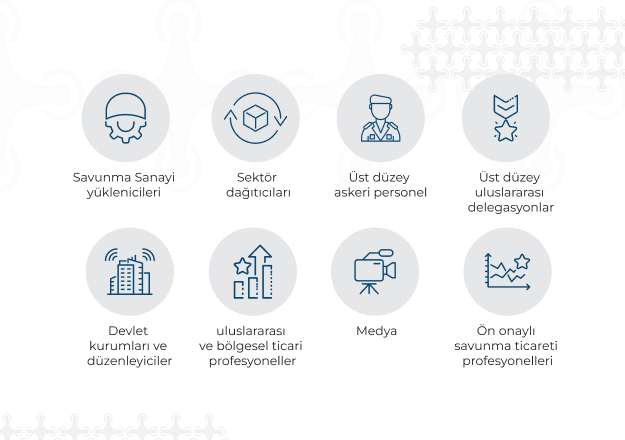 Savunma Sanayi
yüklenicileri
Sektör
dağıtıcıları
Üst düzey
askeri personel
Üst düzey
uluslararası
delegasyonlar
Devlet
kurumları ve
düzenleyiciler
uluslararası
ve bölgesel ticari
profesyoneller
Medya
Ön onaylı
savunma ticareti
profesyonelleri